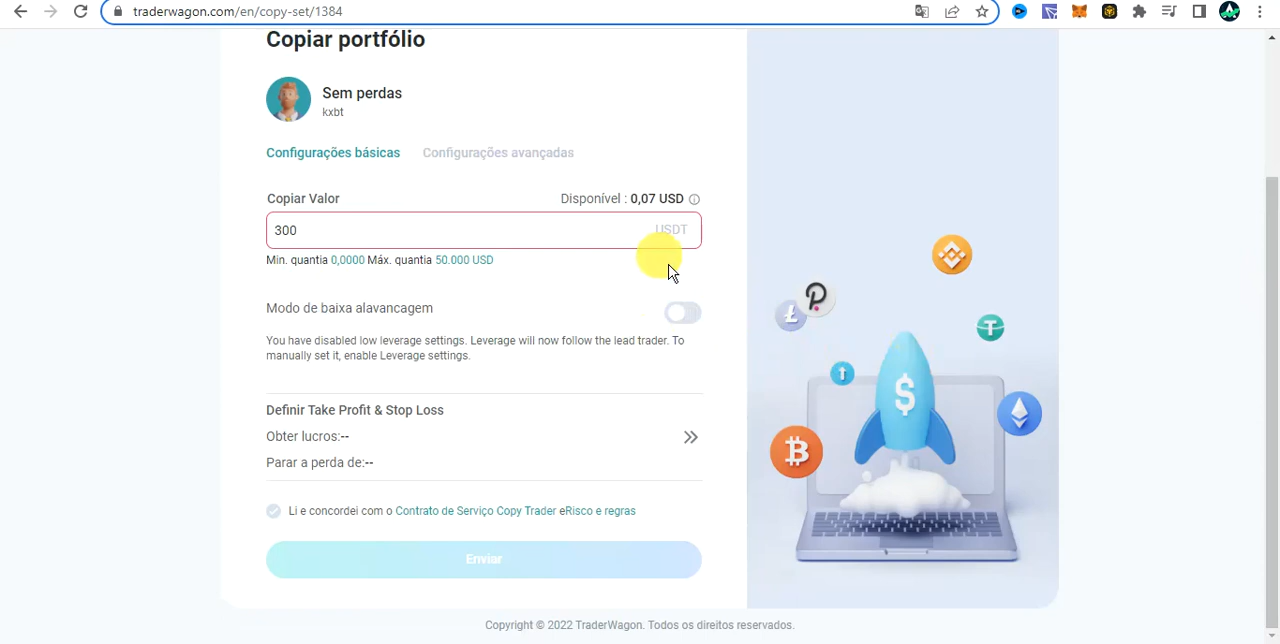 traderwagon.com/en/copy-set/1384
Copiar portfólio
Sem perdas
kxbt
Configurações básicas Configurações avançadas
Copiar Valor Disponível : 0,07 USD
300 USDT
Min. quantia 0,0000 Máx. quantia 50.000 USD
Modo de baixa alavancagem
You have disabled low leverage settings. Leverage will now follow the lead trader. To
manually set it, enable Leverage settings.
Definir Take Profit & Stop Loss
Obter lucros:--
Parar a perda de:--
Li e concordei com o Contrato de Serviço Copy Trader eRisco e regras
Enviar
Copyright © 2022 TraderWagon. Todos os direitos reservados.